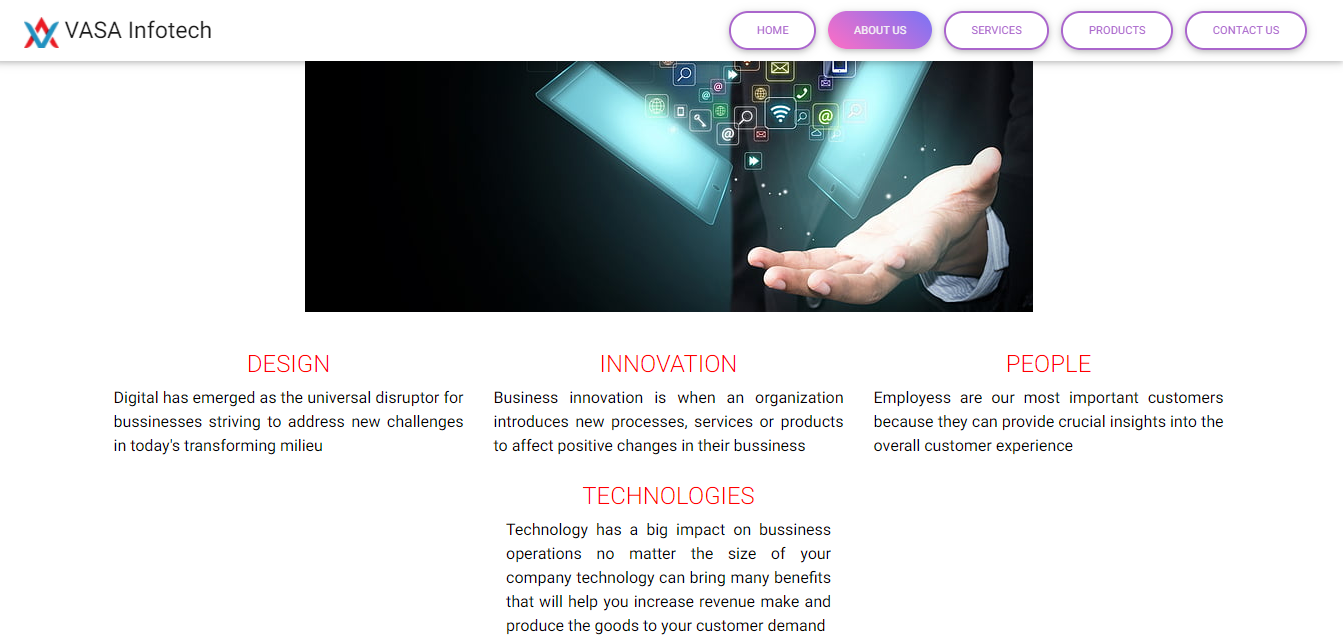 VASA Infotech
HOME
ABOUT US
SERVICES
PRODUCTS
CONTACT US
DESIGN
Digital has emerged as the universal disruptor for
bussinesses striving to address new challenges
in today's transforming milieu
INNOVATION
Business innovation is when an organization
introduces new processes, services or products
to affect positive changes in their bussiness
PEOPLE
Employess are our most important customers
because they can provide crucial insights into the
overall customer experience
TECHNOLOGIES
Technology has a big impact on bussiness
operations no matter the size of your
company technology can bring many benefits
that will help you increase revenue make and
produce the goods to your customer demand